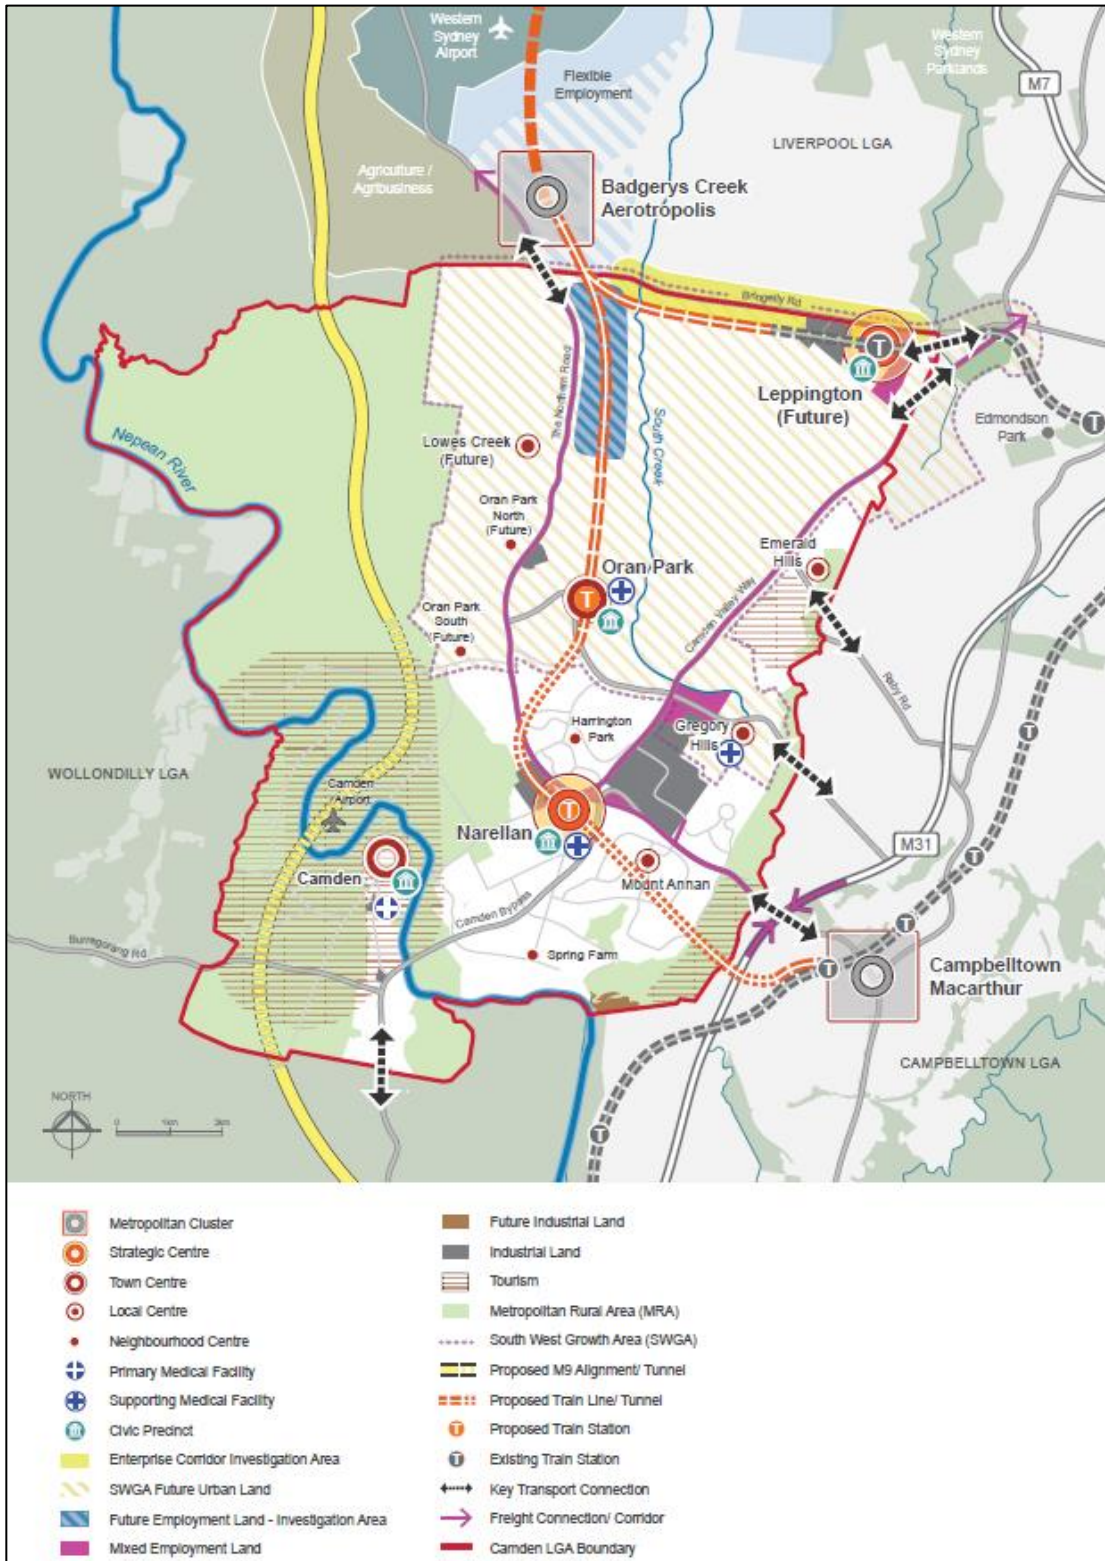 Western
Sydney
Airport
Western
Sydney
Parklands
M7
Flexible
Employment
LIVERPOOL LGA
Agriculture /
Agribusiness
Badgerys Creek
Aerotropolis
Bringelly Rd
T
The Northern Road
Leppington
(Future)
Edmondson
Park
T
South Creek
Nepean River
Lowes Creek
(Future)
Oran Park
North
(Future)
Emerald
Hills
Oran Park
T
Camden Valley Way
Oran Park
South
(Future)
Raby Rd
T
Harrington
Park
Gregory
Hills
WOLLONDILLY LGA
Camden
Airport
T
Narellan
M31
T
Mount Annan
Camden
Camden Bypass
T
Burragorang Rd
Spring Farm
T
Campbelltown
Macarthur
CAMPBELLTOWN LGA
NORTH
0 1km 2km
T
Metropolitan Cluster
Strategic Centre
Town Centre
Local Centre
Neighbourhood Centre
Primary Medical Facility
Supporting Medical Facility
Civic Precinct
Enterprise Corridor Investigation Area
SWGA Future Urban Land
Future Employment Land - Investigation Area
Mixed Employment Land
Future Industrial Land
Industrial Land
Tourism
Metropolitan Rural Area (MRA)
South West Growth Area (SWGA)
Proposed M9 Alignment/ Tunnel
Proposed Train Line/ Tunnel
T Proposed Train Station
T Existing Train Station
Key Transport Connection
Freight Connection/ Corridor
Camden LGA Boundary